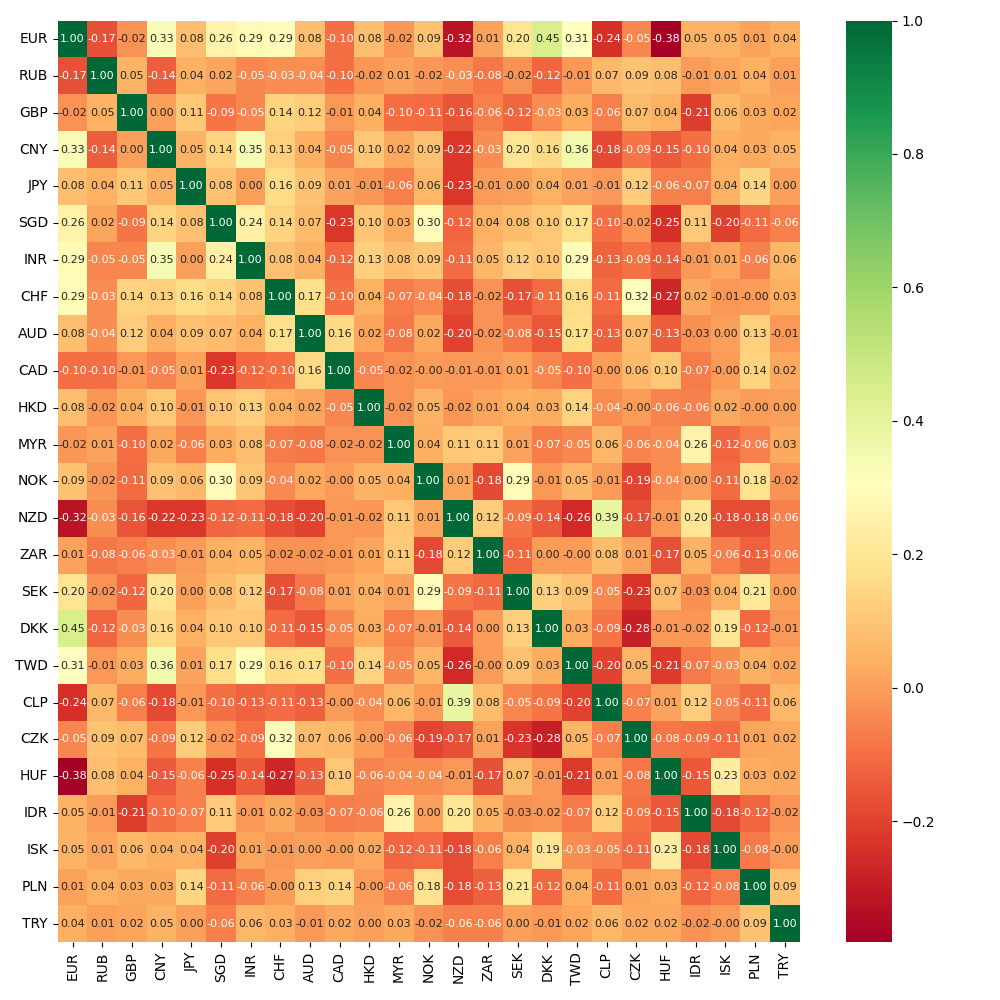 EUR 1.00 -0.17 -0.02 0.33 0.08 0.26 0.29 0.29 0.08 -0.10 0.08 -0.02 0.09 -0.32 0.01 0.20 0.45 0.31 -0.24 -0.05 -0.38 0.05 0.05 0.01 0.04
RUB -0.17 1.00 0.05 -0.14 0.04 0.02 -0.05 -0.03 -0.04 -0.10 -0.02 0.01 -0.02 -0.03 -0.08 -0.02 -0.12 -0.01 0.07 0.09 0.08 -0.01 0.01 0.04 0.01
GBP -0.02 0.05 1.00 0.00 0.11 -0.09 -0.05 0.14 0.12 -0.01 0.04 -0.10 -0.11 -0.16 -0.06 -0.12 -0.03 0.03 -0.06 0.07 0.04 -0.21 0.06 0.03 0.02
CNY 0.33 -0.14 0.00 1.00 0.05 0.14 0.35 0.13 0.04 -0.05 0.10 0.02 0.09 -0.22 -0.03 0.20 0.16 0.36 -0.18 -0.09 -0.15 -0.10 0.04 0.03 0.05
JPY 0.08 0.04 0.11 0.05 1.00 0.08 0.00 0.16 0.09 0.01 -0.01 -0.06 0.06 -0.23 -0.01 0.00 0.04 0.01 -0.01 0.12 -0.06 -0.07 0.04 0.14 0.00
SGD 0.26 0.02 -0.09 0.14 0.08 1.00 0.24 0.14 0.07 -0.23 0.10 0.03 0.30 -0.12 0.04 0.08 0.10 0.17 -0.10 -0.02 -0.25 0.11 -0.20 -0.11 -0.06
INR 0.29 -0.05 -0.05 0.35 0.00 0.24 1.00 0.08 0.04 -0.12 0.13 0.08 0.09 -0.11 0.05 0.12 0.10 0.29 -0.13 -0.09 -0.14 -0.01 0.01 -0.06 0.06
CHF 0.29 -0.03 0.14 0.13 0.16 0.14 0.08 1.00 0.17 -0.10 0.04 -0.07 -0.04 -0.18 -0.02 -0.17 -0.11 0.16 -0.11 0.32 -0.27 0.02 -0.01 -0.00 0.03
AUD 0.08 -0.04 0.12 0.04 0.09 0.07 0.04 0.17 1.00 0.16 0.02 -0.08 0.02 -0.20 -0.02 -0.08 -0.15 0.17 -0.13 0.07 -0.13 -0.03 0.00 0.13 -0.01
CAD -0.10 -0.10 -0.01 -0.05 0.01 -0.23 -0.12 -0.10 0.16 1.00 -0.05 -0.02 -0.00 -0.01 -0.01 0.01 -0.05 -0.10 -0.00 0.06 0.10 -0.07 -0.00 0.14 0.02
HKD 0.08 -0.02 0.04 0.10 -0.01 0.10 0.13 0.04 0.02 -0.05 1.00 -0.02 0.05 -0.02 0.01 0.04 0.03 0.14 -0.04 -0.00 -0.06 -0.06 0.02 -0.00 0.00
MYR -0.02 0.01 -0.10 0.02 -0.06 0.03 0.08 -0.07 -0.08 -0.02 -0.02 1.00 0.04 0.11 0.11 0.01 -0.07 -0.05 0.06 -0.06 -0.04 0.26 -0.12 -0.06 0.03
NOK 0.09 -0.02 -0.11 0.09 0.06 0.30 0.09 -0.04 0.02 -0.00 0.05 0.04 1.00 0.01 -0.18 0.29 -0.01 0.05 -0.01 -0.19 -0.04 0.00 -0.11 0.18 -0.02
NZD -0.32 -0.03 -0.16 -0.22 -0.23 -0.12 -0.11 -0.18 -0.20 -0.01 -0.02 0.11 0.01 1.00 0.12 -0.09 -0.14 -0.26 0.39 -0.17 -0.01 0.20 -0.18 -0.18 -0.06
ZAR 0.01 -0.08 -0.06 -0.03 -0.01 0.04 0.05 -0.02 -0.02 -0.01 0.01 0.11 -0.18 0.12 1.00 -0.11 0.00 -0.00 0.08 0.01 -0.17 0.05 -0.06 -0.13 -0.06
SEK 0.20 -0.02 -0.12 0.20 0.00 0.08 0.12 -0.17 -0.08 0.01 0.04 0.01 0.29 -0.09 -0.11 1.00 0.13 0.09 -0.05 -0.23 0.07 -0.03 0.04 0.21 0.00
DKK 0.45 -0.12 -0.03 0.16 0.04 0.10 0.10 -0.11 -0.15 -0.05 0.03 -0.07 -0.01 -0.14 0.00 0.13 1.00 0.03 -0.09 -0.28 -0.01 -0.02 0.19 -0.12 -0.01
TWD 0.31 -0.01 0.03 0.36 0.01 0.17 0.29 0.16 0.17 -0.10 0.14 -0.05 0.05 -0.26 -0.00 0.09 0.03 1.00 -0.20 0.05 -0.21 -0.07 -0.03 0.04 0.02
CLP -0.24 0.07 -0.06 -0.18 -0.01 -0.10 -0.13 -0.11 -0.13 -0.00 -0.04 0.06 -0.01 0.39 0.08 -0.05 -0.09 -0.20 1.00 -0.07 0.01 0.12 -0.05 -0.11 0.06
CZK -0.05 0.09 0.07 -0.09 0.12 -0.02 -0.09 0.32 0.07 0.06 -0.00 -0.06 -0.19 -0.17 0.01 -0.23 -0.28 0.05 -0.07 1.00 -0.08 -0.09 -0.11 0.01 0.02
HUF -0.38 0.08 0.04 -0.15 -0.06 -0.25 -0.14 -0.27 -0.13 0.10 -0.06 -0.04 -0.04 -0.01 -0.17 0.07 -0.01 -0.21 0.01 -0.08 1.00 -0.15 0.23 0.03 0.02
IDR 0.05 -0.01 -0.21 -0.10 -0.07 0.11 -0.01 0.02 -0.03 -0.07 -0.06 0.26 0.00 0.20 0.05 -0.03 -0.02 -0.07 0.12 -0.09 -0.15 1.00 -0.18 -0.12 -0.02
ISK 0.05 0.01 0.06 0.04 0.04 -0.20 0.01 -0.01 0.00 -0.00 0.02 -0.12 -0.11 -0.18 -0.06 0.04 0.19 -0.03 -0.05 -0.11 0.23 -0.18 1.00 -0.08 -0.00
PLN 0.01 0.04 0.03 0.03 0.14 -0.11 -0.06 -0.00 0.13 0.14 -0.00 -0.06 0.18 -0.18 -0.13 0.21 -0.12 0.04 -0.11 0.01 0.03 -0.12 -0.08 1.00 0.09
TRY 0.04 0.01 0.02 0.05 0.00 -0.06 0.06 0.03 -0.01 0.02 0.00 0.03 -0.02 -0.06 -0.06 0.00 -0.01 0.02 0.06 0.02 0.02 -0.02 -0.00 0.09 1.00
EUR RUB GBP CNY JPY SGD INR CHF AUD CAD HKD MYR NOK NZD ZAR SEK DKK TWD CLP CZK HUF IDR ISK PLN TRY
1.0
0.8
0.6
0.4
0.2
0.0
−0.2